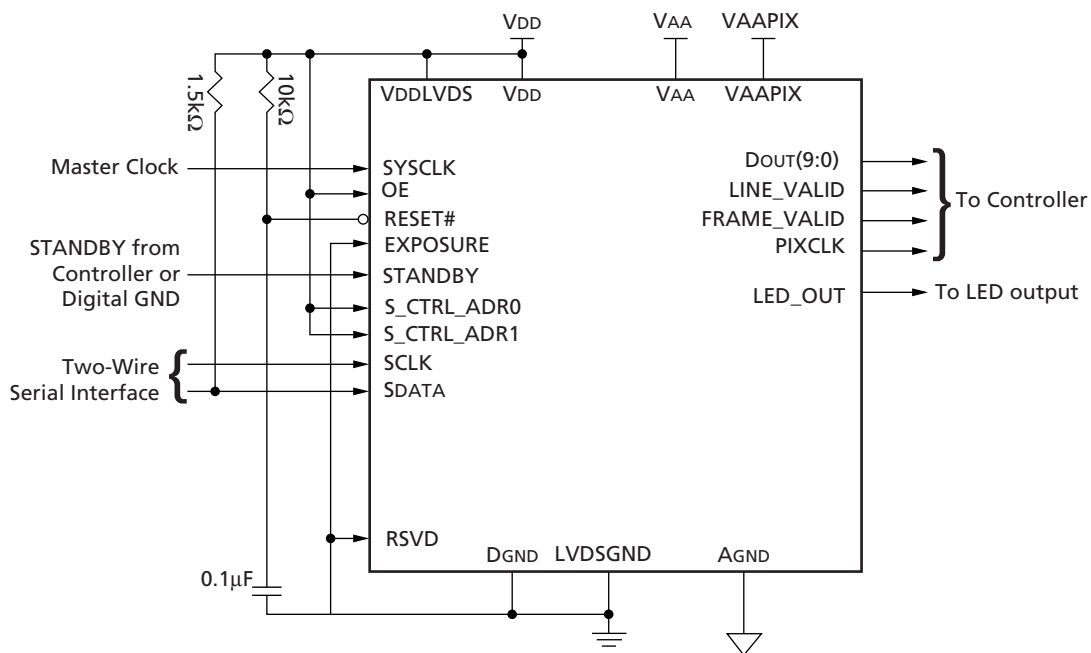 VDD
VAA
VAAPIX
1.5kΩ
10kΩ
VDDLVDS
VDD
VAA
VAAPIX
Master Clock
SYSCLK
OE
RESET#
EXPOSURE
STANDBY from
Controller or
Digital GND
STANDBY
S_CTRL_ADR0
S_CTRL_ADR1
Two-Wire
Serial Interface
SCLK
SDATA
DOUT(9:0)
LINE_VALID
FRAME_VALID
PIXCLK
To Controller
LED_OUT
To LED output
RSVD
DGND
LVDSGND
AGND
0.1μF